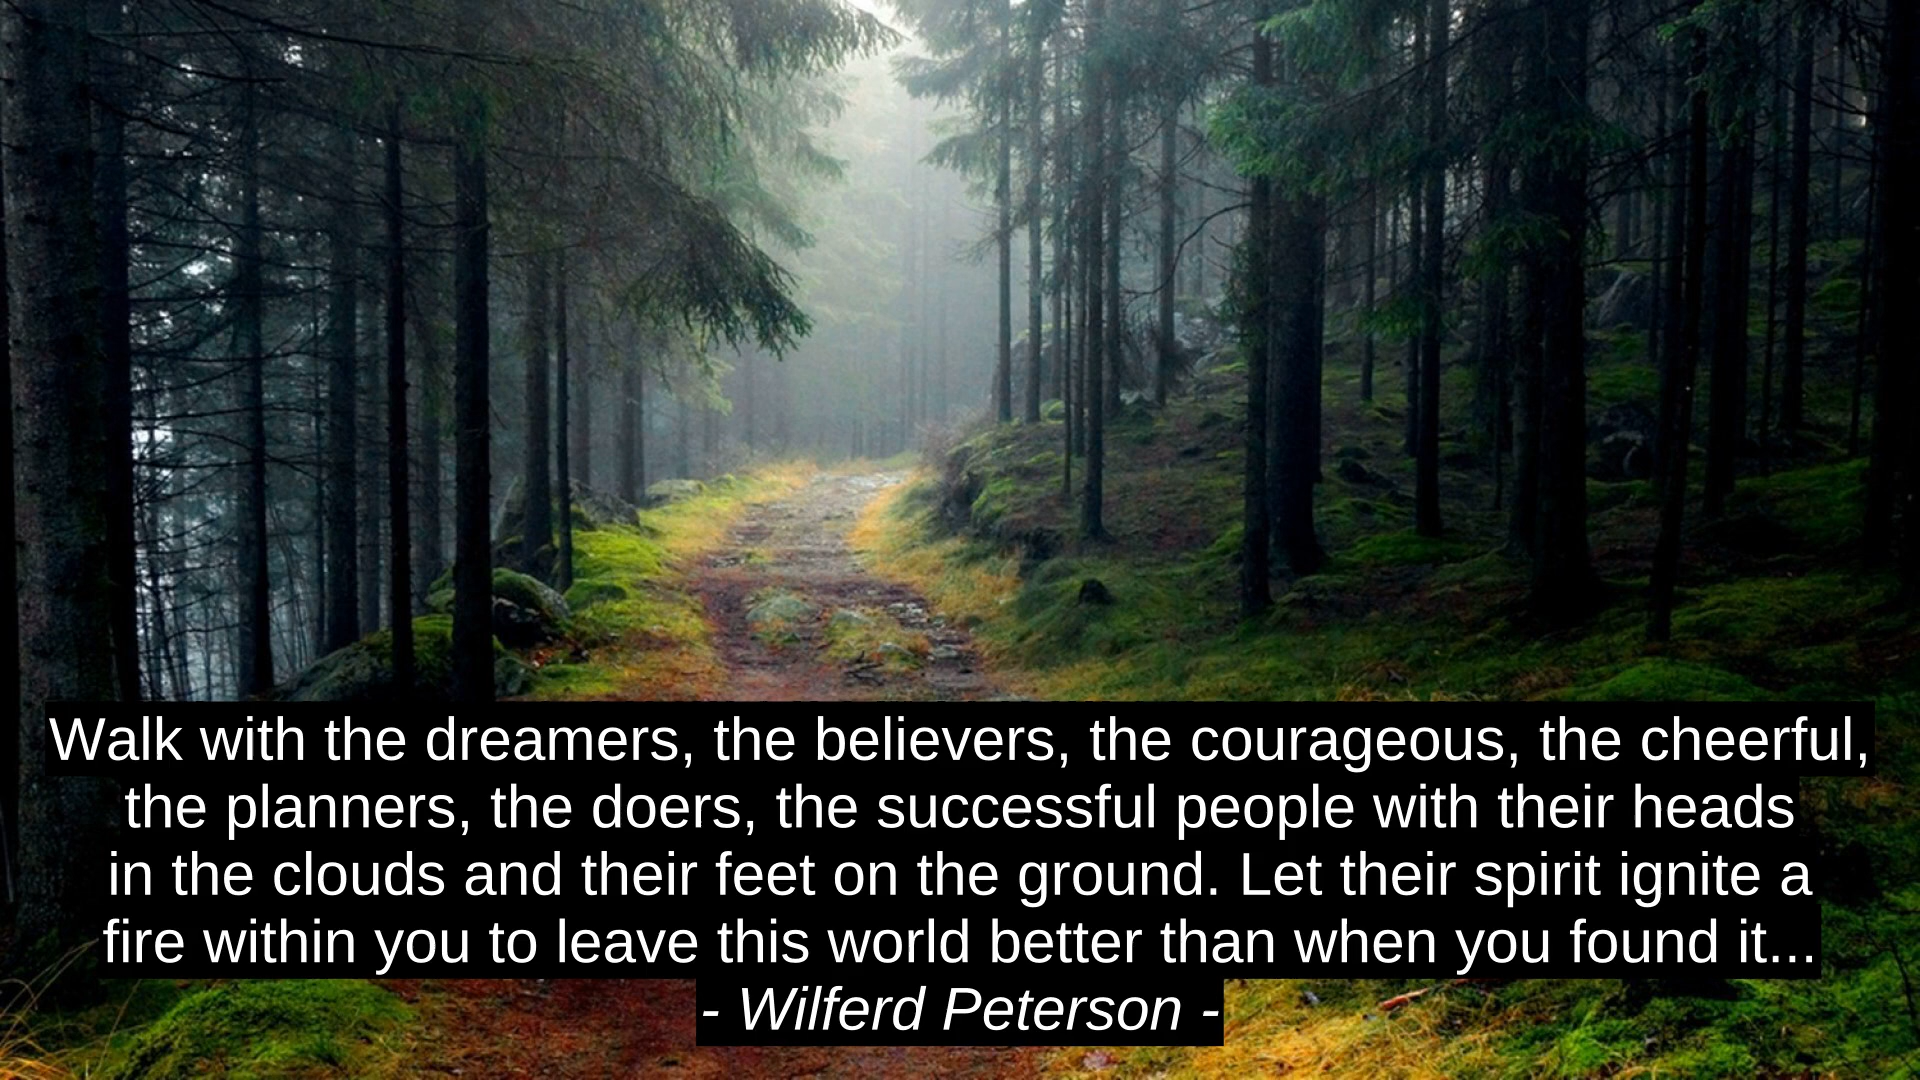 Walk with the dreamers, the believers, the courageous, the cheerful,
the planners, the doers, the successful people with their heads
in the clouds and their feet on the ground. Let their spirit ignite a
fire within you to leave this world better than when you found it...
- Wilferd Peterson -